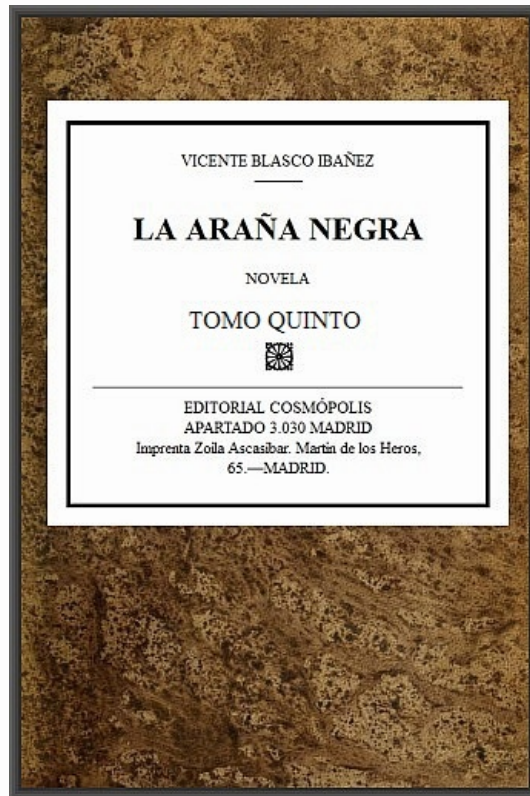 VICENTE BLASCO IBAÑEZ
LA ARAÑA NEGRA
NOVELA
TOMO QUINTO
EDITORIAL COSMÓPOLIS
APARTADO 3.030 MADRID
Imprenta Zoila Ascasibar. Martin de los Heros,
65.—MADRID.